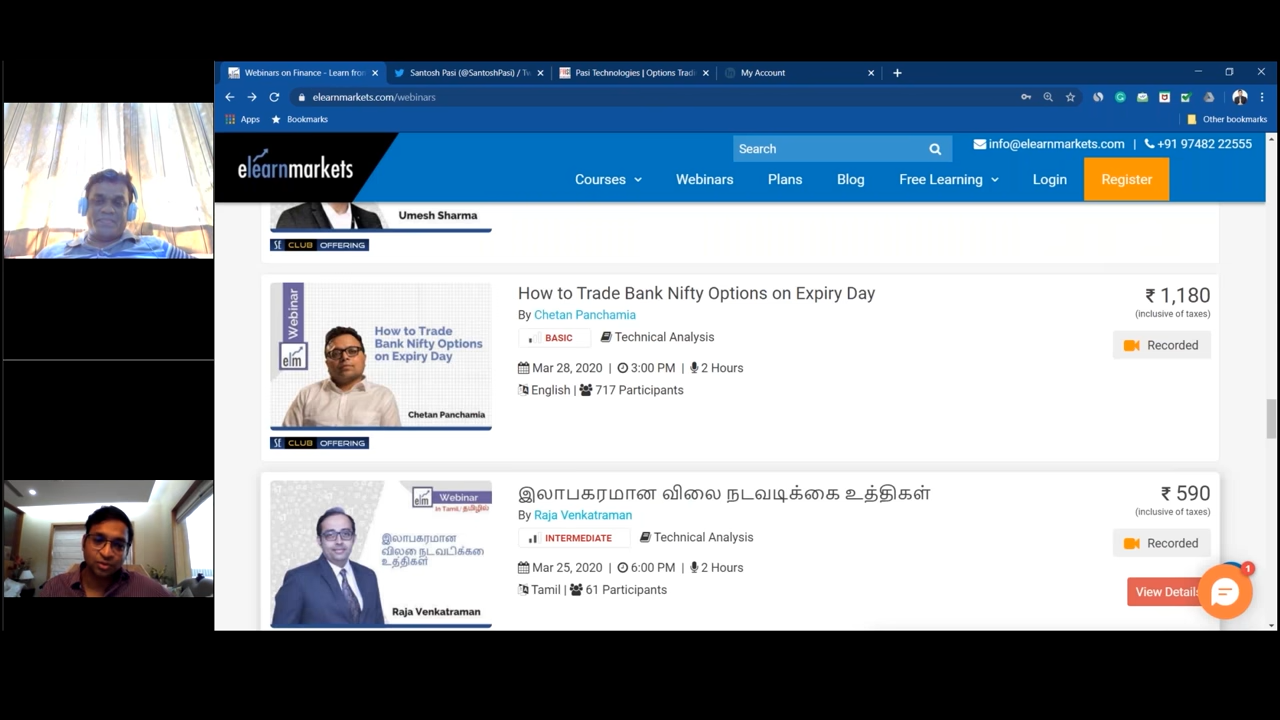 Webinars on Finance - Learn from
Santosh Pasi (@SantoshPasi) / Tw
Pasi Technologies | Options Tradi
My Account
elearnmarkets.com/webinars
Apps
Bookmarks
Other bookmarks
elearnmarkets
Search
info@elearnmarkets.com | +91 97482 22555
Courses
Webinars
Plans
Blog
Free Learning
Login
Register
Umesh Sharma
SE CLUB OFFERING
Webinar
elm
How to Trade
Bank Nifty Options
on Expiry Day
Chetan Panchamia
SE CLUB OFFERING
How to Trade Bank Nifty Options on Expiry Day
By Chetan Panchamia
BASIC
Technical Analysis
Mar 28, 2020 | 3:00 PM | 2 Hours
English | 717 Participants
₹ 1,180
(inclusive of taxes)
Recorded
elm
Webinar
in Tamil/தமிழில்
இலாபகரமான
விலை நடவடிக்கை
உத்திகள்
Raja Venkatraman
இலாபகரமான விலை நடவடிக்கை உத்திகள்
By Raja Venkatraman
INTERMEDIATE
Technical Analysis
Mar 25, 2020 | 6:00 PM | 2 Hours
Tamil | 61 Participants
₹ 590
(inclusive of taxes)
Recorded
View Details
1